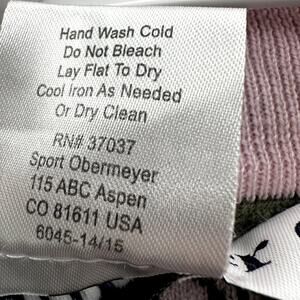 Hand Wash Cold
Do Not Bleach
Lay Flat To Dry
Cool Iron As Needed
Or Dry Clean
RN# 37037
Sport Obermeyer
115 ABC Aspen
CO 81611 USA
6045-14/15